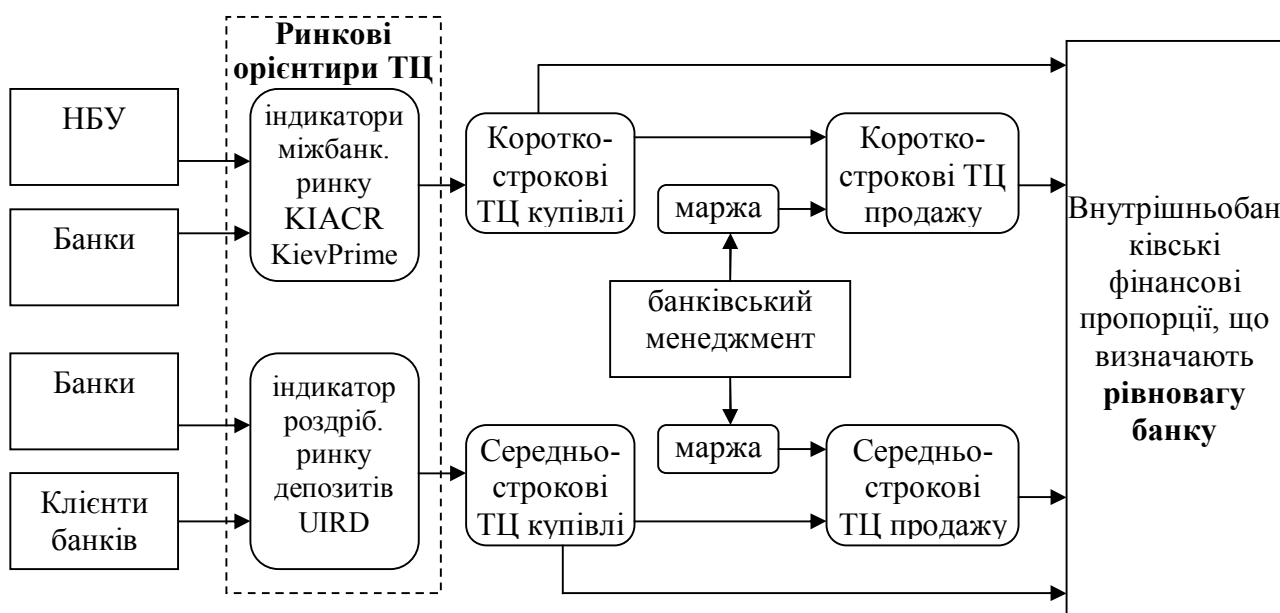 Ринкові
орієнтири ТЦ
НБУ
Банки
індикатори
міжбанк.
ринку
KIACR
KievPrime
Коротко-
строкові
ТЦ купівлі
маржа
Коротко-
строкові ТЦ
продажу
банківський
менеджмент
Банки
Клієнти
банків
індикатор
роздріб.
ринку
депозитів
UIRD
Середньо-
строкові
ТЦ купівлі
маржа
Середньо-
строкові
ТЦ продажу
Внутрішньобан
ківські
фінансові
пропорції, що
визначають
рівновагу
банку